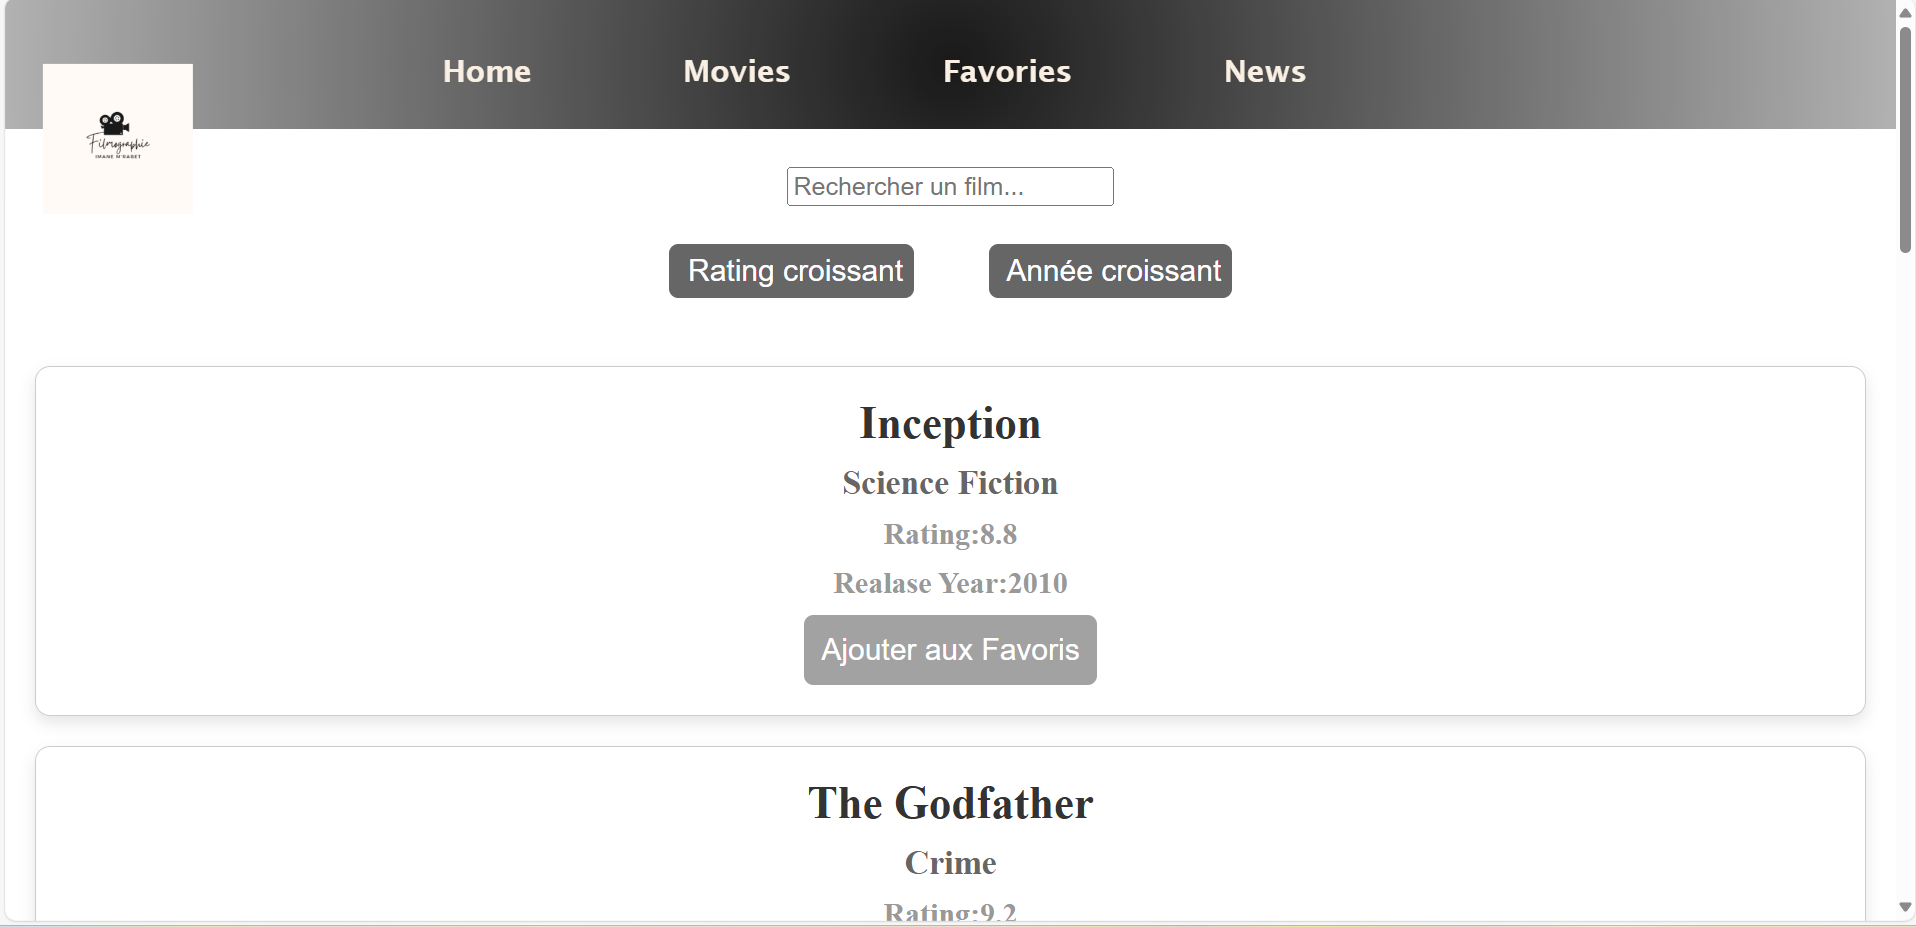 Home Movies Favories News
Filmographie
IMANE M'RABET
Rechercher un film...
Rating croissant Année croissant
Inception
Science Fiction
Rating:8.8
Realase Year:2010
Ajouter aux Favoris
The Godfather
Crime
Rating:9.2